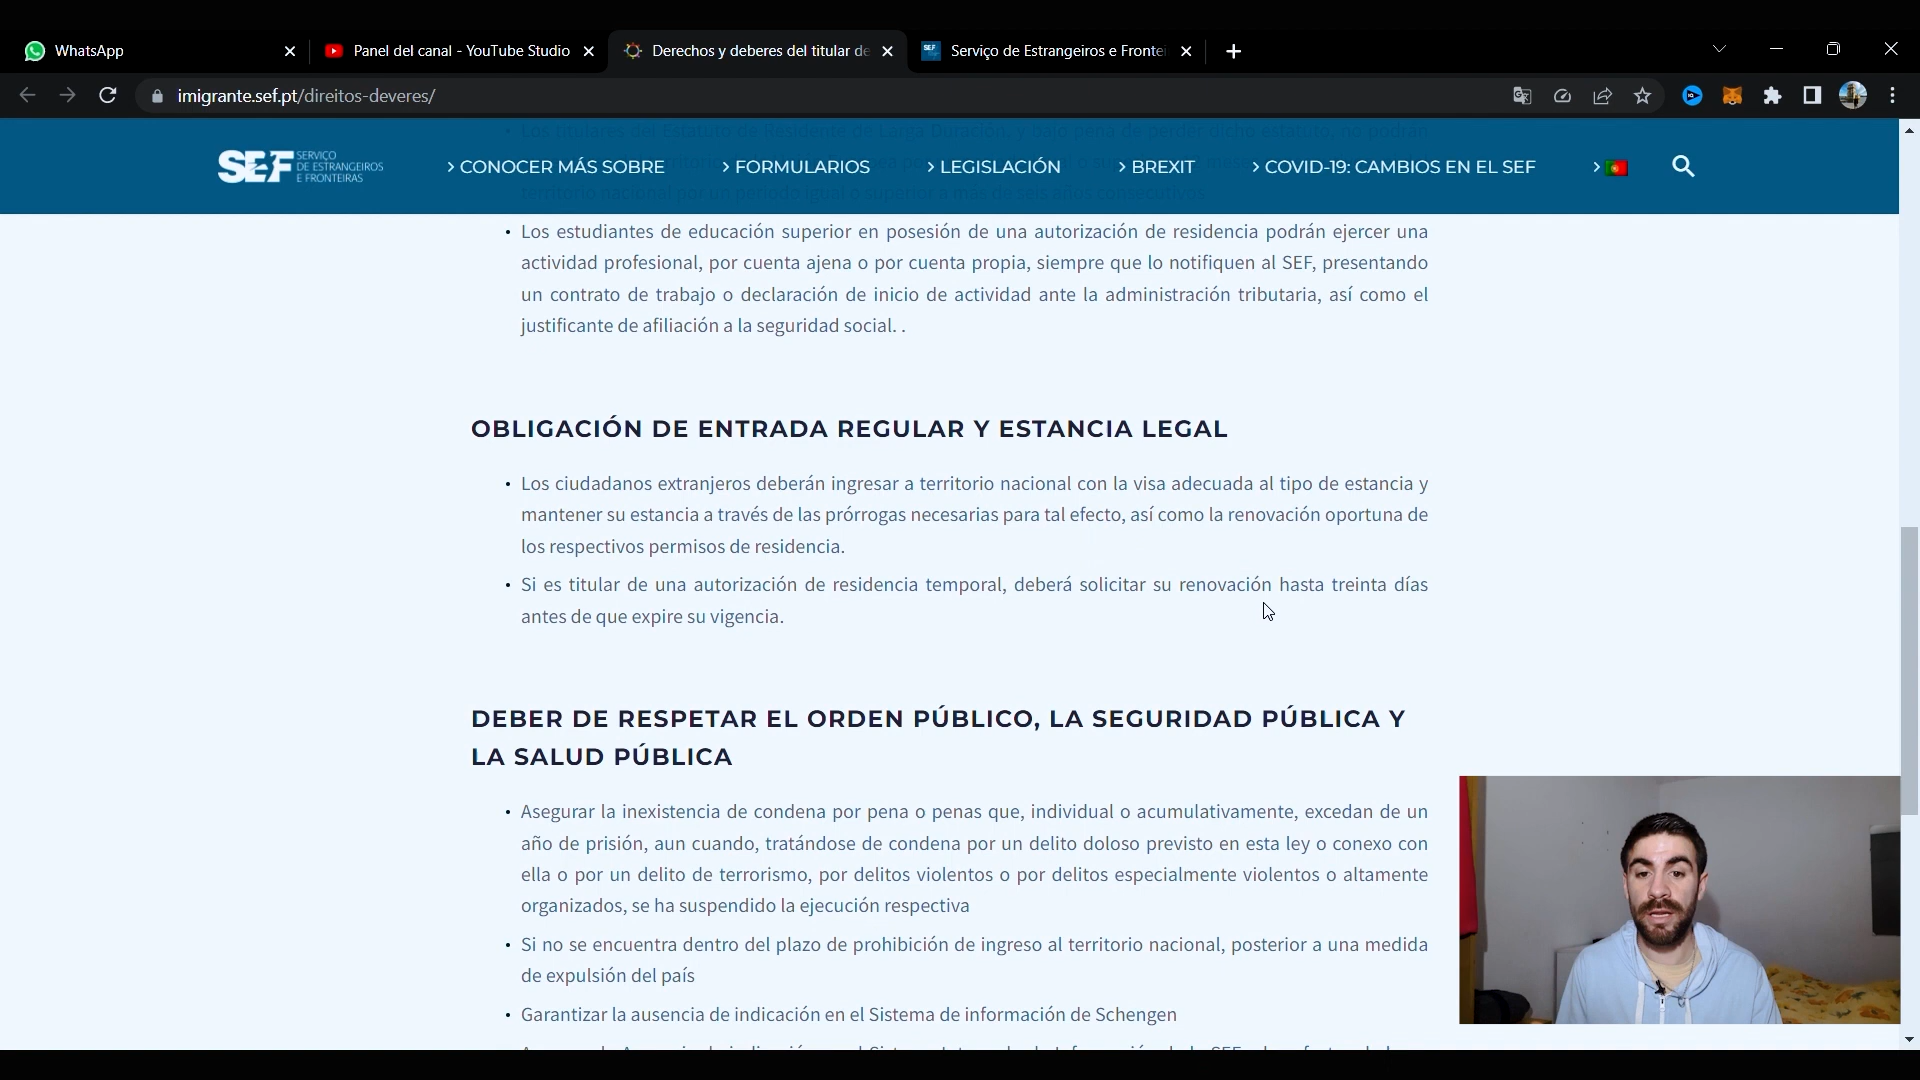 WhatsApp
Panel del canal - YouTube Studio
Derechos y deberes del titular de
Serviço de Estrangeiros e Frontei
imigrante.sef.pt/direitos-deveres/
Los titulares del Estatuto de Residente de Larga Duración, y bajo pena de perder dicho estatuto, no podrán
SEF SERVIÇO
DE ESTRANGEIROS
E FRONTEIRAS
> CONOCER MÁS SOBRE
> FORMULARIOS
> LEGISLACIÓN
> BREXIT
> COVID-19: CAMBIOS EN EL SEF
>
territorio nacional por un período igual o superior a más de seis años consecutivos
• Los estudiantes de educación superior en posesión de una autorización de residencia podrán ejercer una
actividad profesional, por cuenta ajena o por cuenta propia, siempre que lo notifiquen al SEF, presentando
un contrato de trabajo o declaración de inicio de actividad ante la administración tributaria, así como el
justificante de afiliación a la seguridad social. .
OBLIGACIÓN DE ENTRADA REGULAR Y ESTANCIA LEGAL
• Los ciudadanos extranjeros deberán ingresar a territorio nacional con la visa adecuada al tipo de estancia y
mantener su estancia a través de las prórrogas necesarias para tal efecto, así como la renovación oportuna de
los respectivos permisos de residencia.
• Si es titular de una autorización de residencia temporal, deberá solicitar su renovación hasta treinta días
antes de que expire su vigencia.
DEBER DE RESPETAR EL ORDEN PÚBLICO, LA SEGURIDAD PÚBLICA Y
LA SALUD PÚBLICA
• Asegurar la inexistencia de condena por pena o penas que, individual o acumulativamente, excedan de un
año de prisión, aun cuando, tratándose de condena por un delito doloso previsto en esta ley o conexo con
ella o por un delito de terrorismo, por delitos violentos o por delitos especialmente violentos o altamente
organizados, se ha suspendido la ejecución respectiva
• Si no se encuentra dentro del plazo de prohibición de ingreso al territorio nacional, posterior a una medida
de expulsión del país
• Garantizar la ausencia de indicación en el Sistema de información de Schengen